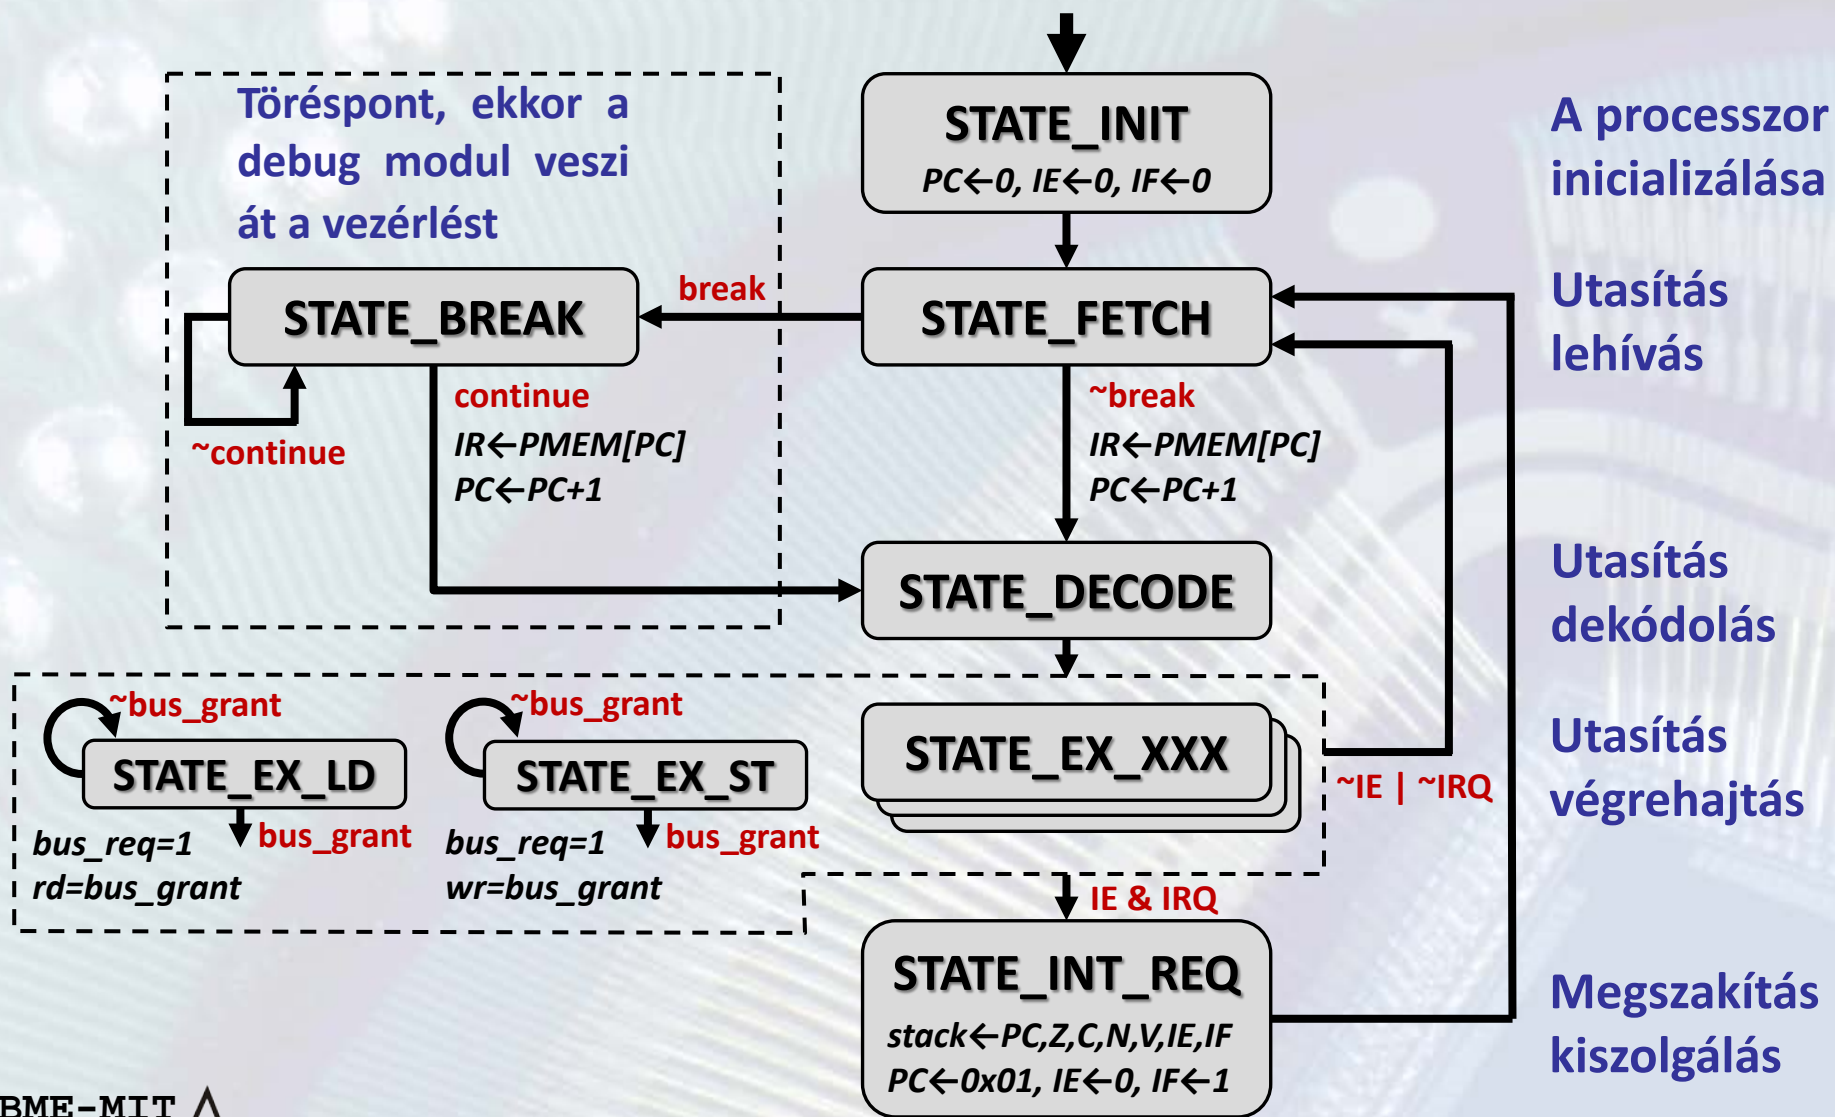 STATE_INIT
PC←0, IE←0, IF←0
A processzor
inicializálása
Töréspont, ekkor a
debug modul veszi
át a vezérlést
STATE_BREAK
break
STATE_FETCH
Utasítás
lehívás
~continue
continue
IR←PMEM[PC]
PC←PC+1
~break
IR←PMEM[PC]
PC←PC+1
STATE_DECODE
Utasítás
dekódolás
~bus_grant
STATE_EX_LD
bus_grant
bus_req=1
rd=bus_grant
~bus_grant
STATE_EX_ST
bus_grant
bus_req=1
wr=bus_grant
STATE_EX_XXX
~IE | ~IRQ
Utasítás
végrehajtás
IE & IRQ
STATE_INT_REQ
stack←PC,Z,C,N,V,IE,IF
PC←0x01, IE←0, IF←1
Megszakítás
kiszolgálás
BME-MIT